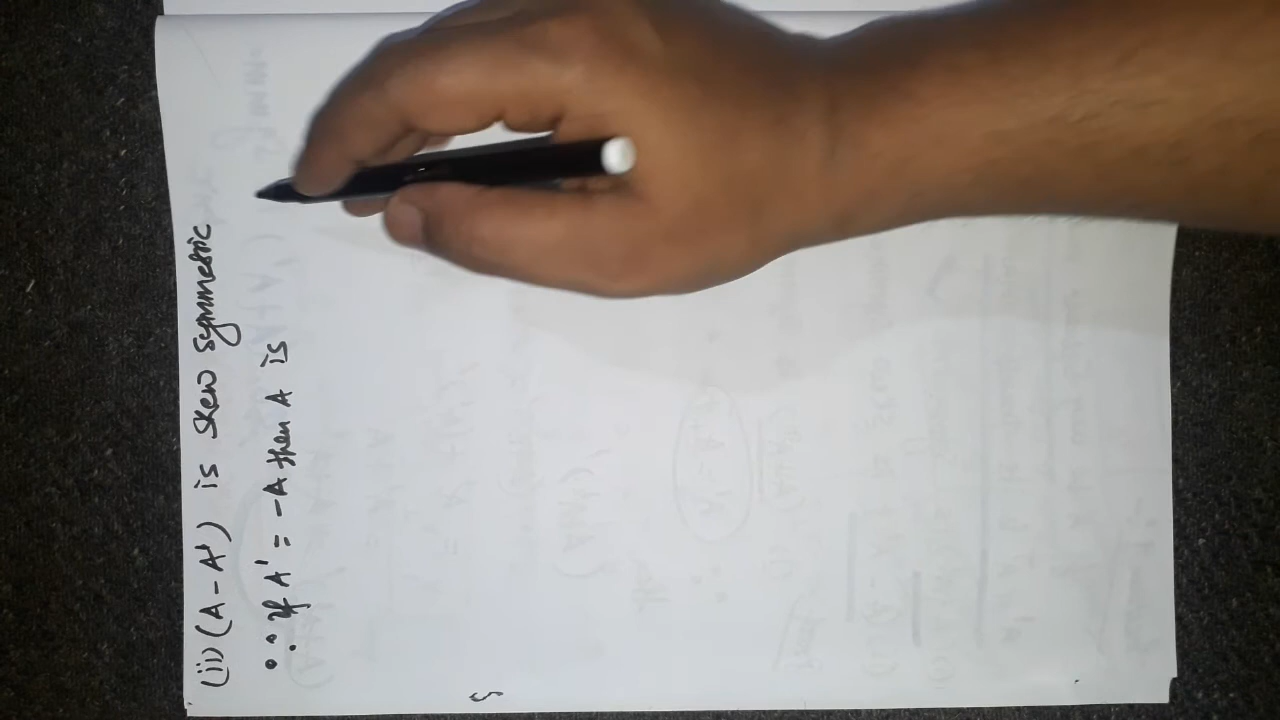 (ii) (A - A') is skew symmetric
∵ If A' = -A then A is